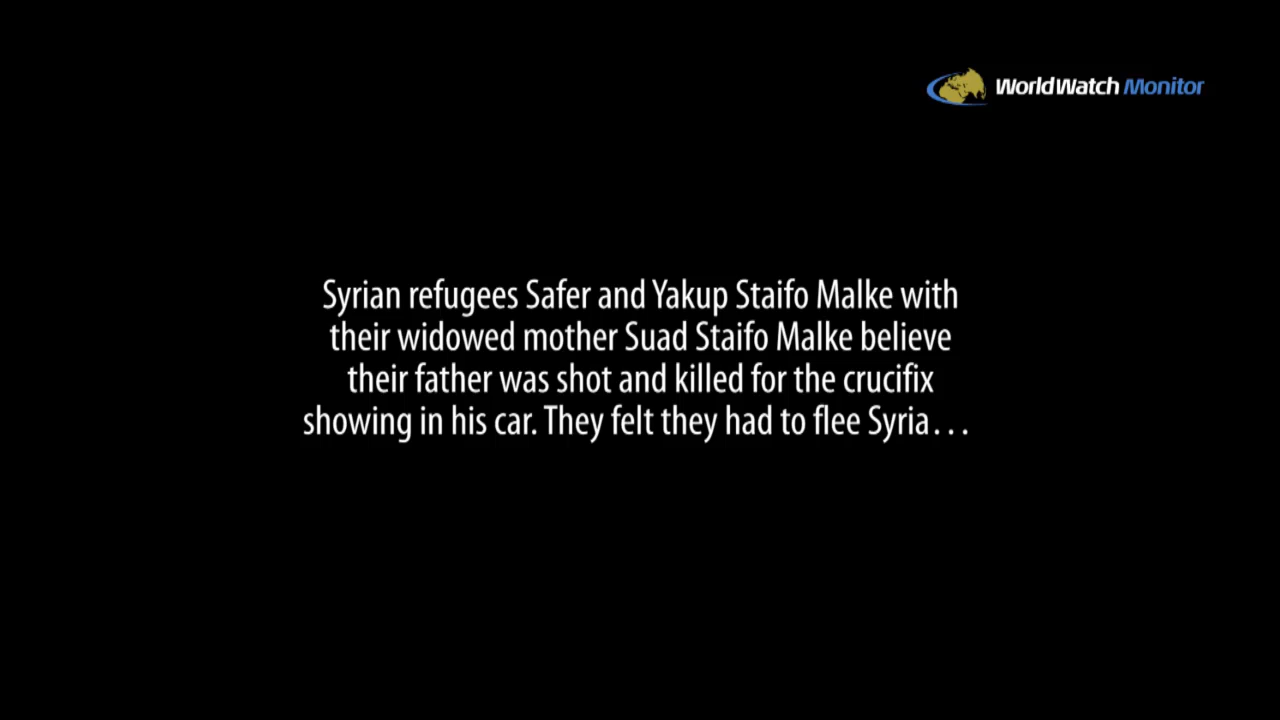 WorldWatch Monitor
Syrian refugees Safer and Yakup Staifo Malke with
their widowed mother Suad Staifo Malke believe
their father was shot and killed for the crucifix
showing in his car. They felt they had to flee Syria...